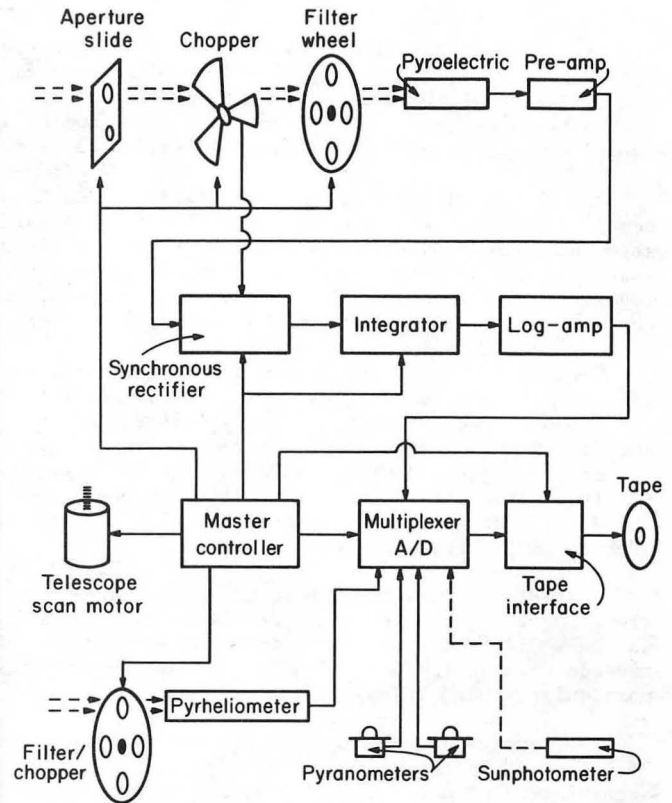 Aperture
slide
Chopper
Filter
wheel
Pyroelectric
Pre-amp
Synchronous
rectifier
Integrator
Log-amp
Telescope
scan motor
Master
controller
Multiplexer
A/D
Tape
interface
Tape
Filter/
chopper
Pyrheliometer
Pyranometers
Sunphotometer